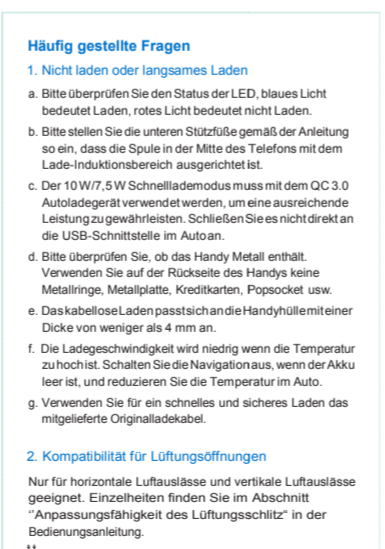 Häufig gestellte Fragen
1. Nicht laden oder langsames Laden
a. Bitte überprüfen Sie den Status der LED, blaues Licht
bedeutet Laden, rotes Licht bedeutet nicht Laden.
b. Bitte stellen Sie die unteren Stützfüße gemäß der Anleitung
so ein, dass die Spule in der Mitte des Telefons mit dem
Lade-Induktionsbereich ausgerichtet ist.
c. Der 10 W/7,5 W Schnelllademodus muss mit dem QC 3.0
Autoladegerät verwendet werden, um eine ausreichende
Leistung zu gewährleisten. Schließen Sie es nicht direkt an
die USB-Schnittstelle im Auto an.
d. Bitte überprüfen Sie, ob das Handy Metall enthält.
Verwenden Sie auf der Rückseite des Handys keine
Metallringe, Metallplatte, Kreditkarten, Popsocket usw.
e. Das kabellose Laden passt sich an die Handyhülle mit einer
Dicke von weniger als 4 mm an.
f. Die Ladegeschwindigkeit wird niedrig wenn die Temperatur
zu hoch ist. Schalten Sie die Navigation aus, wenn der Akku
leer ist, und reduzieren Sie die Temperatur im Auto.
g. Verwenden Sie für ein schnelles und sicheres Laden das
mitgelieferte Originalladekabel.
2. Kompatibilität für Lüftungsöffnungen
Nur für horizontale Luftauslässe und vertikale Luftauslässe
geeignet. Einzelheiten finden Sie im Abschnitt
"Anpassungsfähigkeit des Lüftungsschlitz" in der
Bedienungsanleitung.